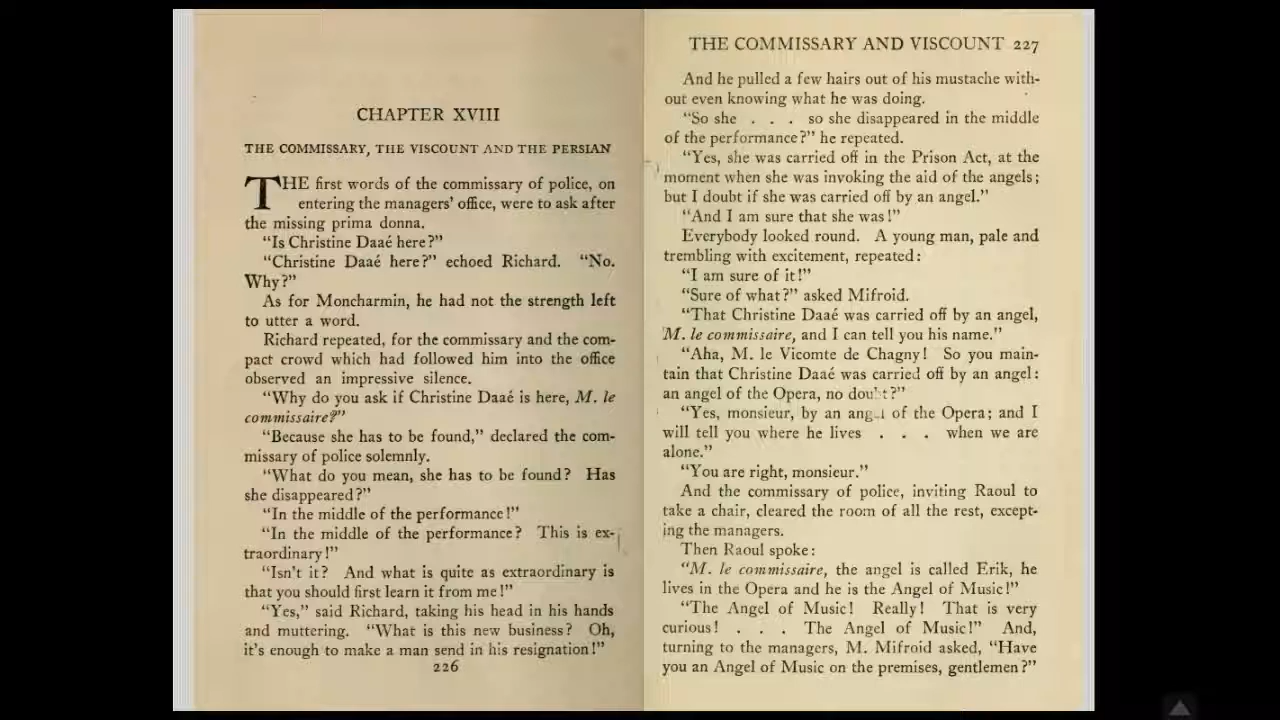 CHAPTER XVIII
THE COMMISSARY, THE VISCOUNT AND THE PERSIAN
THE first words of the commissary of police, on
entering the managers' office, were to ask after
the missing prima donna.
"Is Christine Daaé here?"
"Christine Daaé here?" echoed Richard. "No.
Why?"
As for Moncharmin, he had not the strength left
to utter a word.
Richard repeated, for the commissary and the com-
pact crowd which had followed him into the office
observed an impressive silence.
"Why do you ask if Christine Daaé is here, M. le
commissaire?"
"Because she has to be found," declared the com-
missary of police solemnly.
"What do you mean, she has to be found? Has
she disappeared?"
"In the middle of the performance!"
"In the middle of the performance? This is ex-
traordinary!"
"Isn't it? And what is quite as extraordinary is
that you should first learn it from me!"
"Yes," said Richard, taking his head in his hands
and muttering. "What is this new business? Oh,
it's enough to make a man send in his resignation!"
226
THE COMMISSARY AND VISCOUNT 227
And he pulled a few hairs out of his mustache with-
out even knowing what he was doing.
"So she . . . so she disappeared in the middle
of the performance?" he repeated.
"Yes, she was carried off in the Prison Act, at the
moment when she was invoking the aid of the angels;
but I doubt if she was carried off by an angel."
"And I am sure that she was!"
Everybody looked round. A young man, pale and
trembling with excitement, repeated:
"I am sure of it!"
"Sure of what?" asked Mifroid.
"That Christine Daaé was carried off by an angel,
M. le commissaire, and I can tell you his name."
"Aha, M. le Vicomte de Chagny! So you main-
tain that Christine Daaé was carried off by an angel:
an angel of the Opera, no doubt?"
"Yes, monsieur, by an angel of the Opera; and I
will tell you where he lives . . . when we are
alone."
"You are right, monsieur."
And the commissary of police, inviting Raoul to
take a chair, cleared the room of all the rest, except-
ing the managers.
Then Raoul spoke:
"M. le commissaire, the angel is called Erik, he
lives in the Opera and he is the Angel of Music!"
"The Angel of Music! Really! That is very
curious! . . . The Angel of Music!" And,
turning to the managers, M. Mifroid asked, "Have
you an Angel of Music on the premises, gentlemen?"